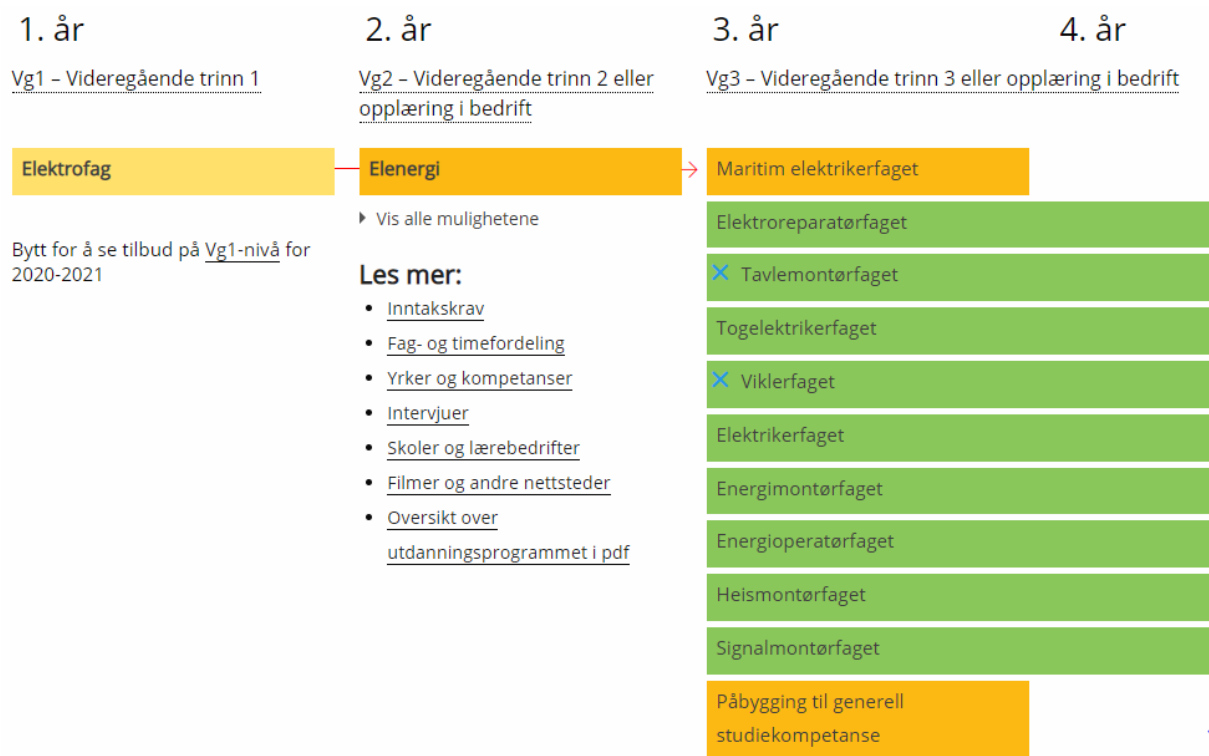 1. år
2. år
3. år
4. år
Vg1 – Videregående trinn 1
Vg2 – Videregående trinn 2 eller
opplæring i bedrift
Vg3 – Videregående trinn 3 eller opplæring i bedrift
Elektrofag
Bytt for å se tilbud på Vg1-nivå for
2020-2021
Elenergi
Vis alle mulighetene
Les mer:
• Inntakskrav
• Fag- og timefordeling
• Yrker og kompetanser
• Intervjuer
• Skoler og lærebedrifter
• Filmer og andre nettsteder
• Oversikt over
utdanningsprogrammet i pdf
Maritim elektrikerfaget
Elektroreparatørfaget
Tavlemontørfaget
Togelektrikerfaget
Viklerfaget
Elektrikerfaget
Energimontørfaget
Energioperatørfaget
Heismontørfaget
Signalmontørfaget
Påbygging til generell
studiekompetanse